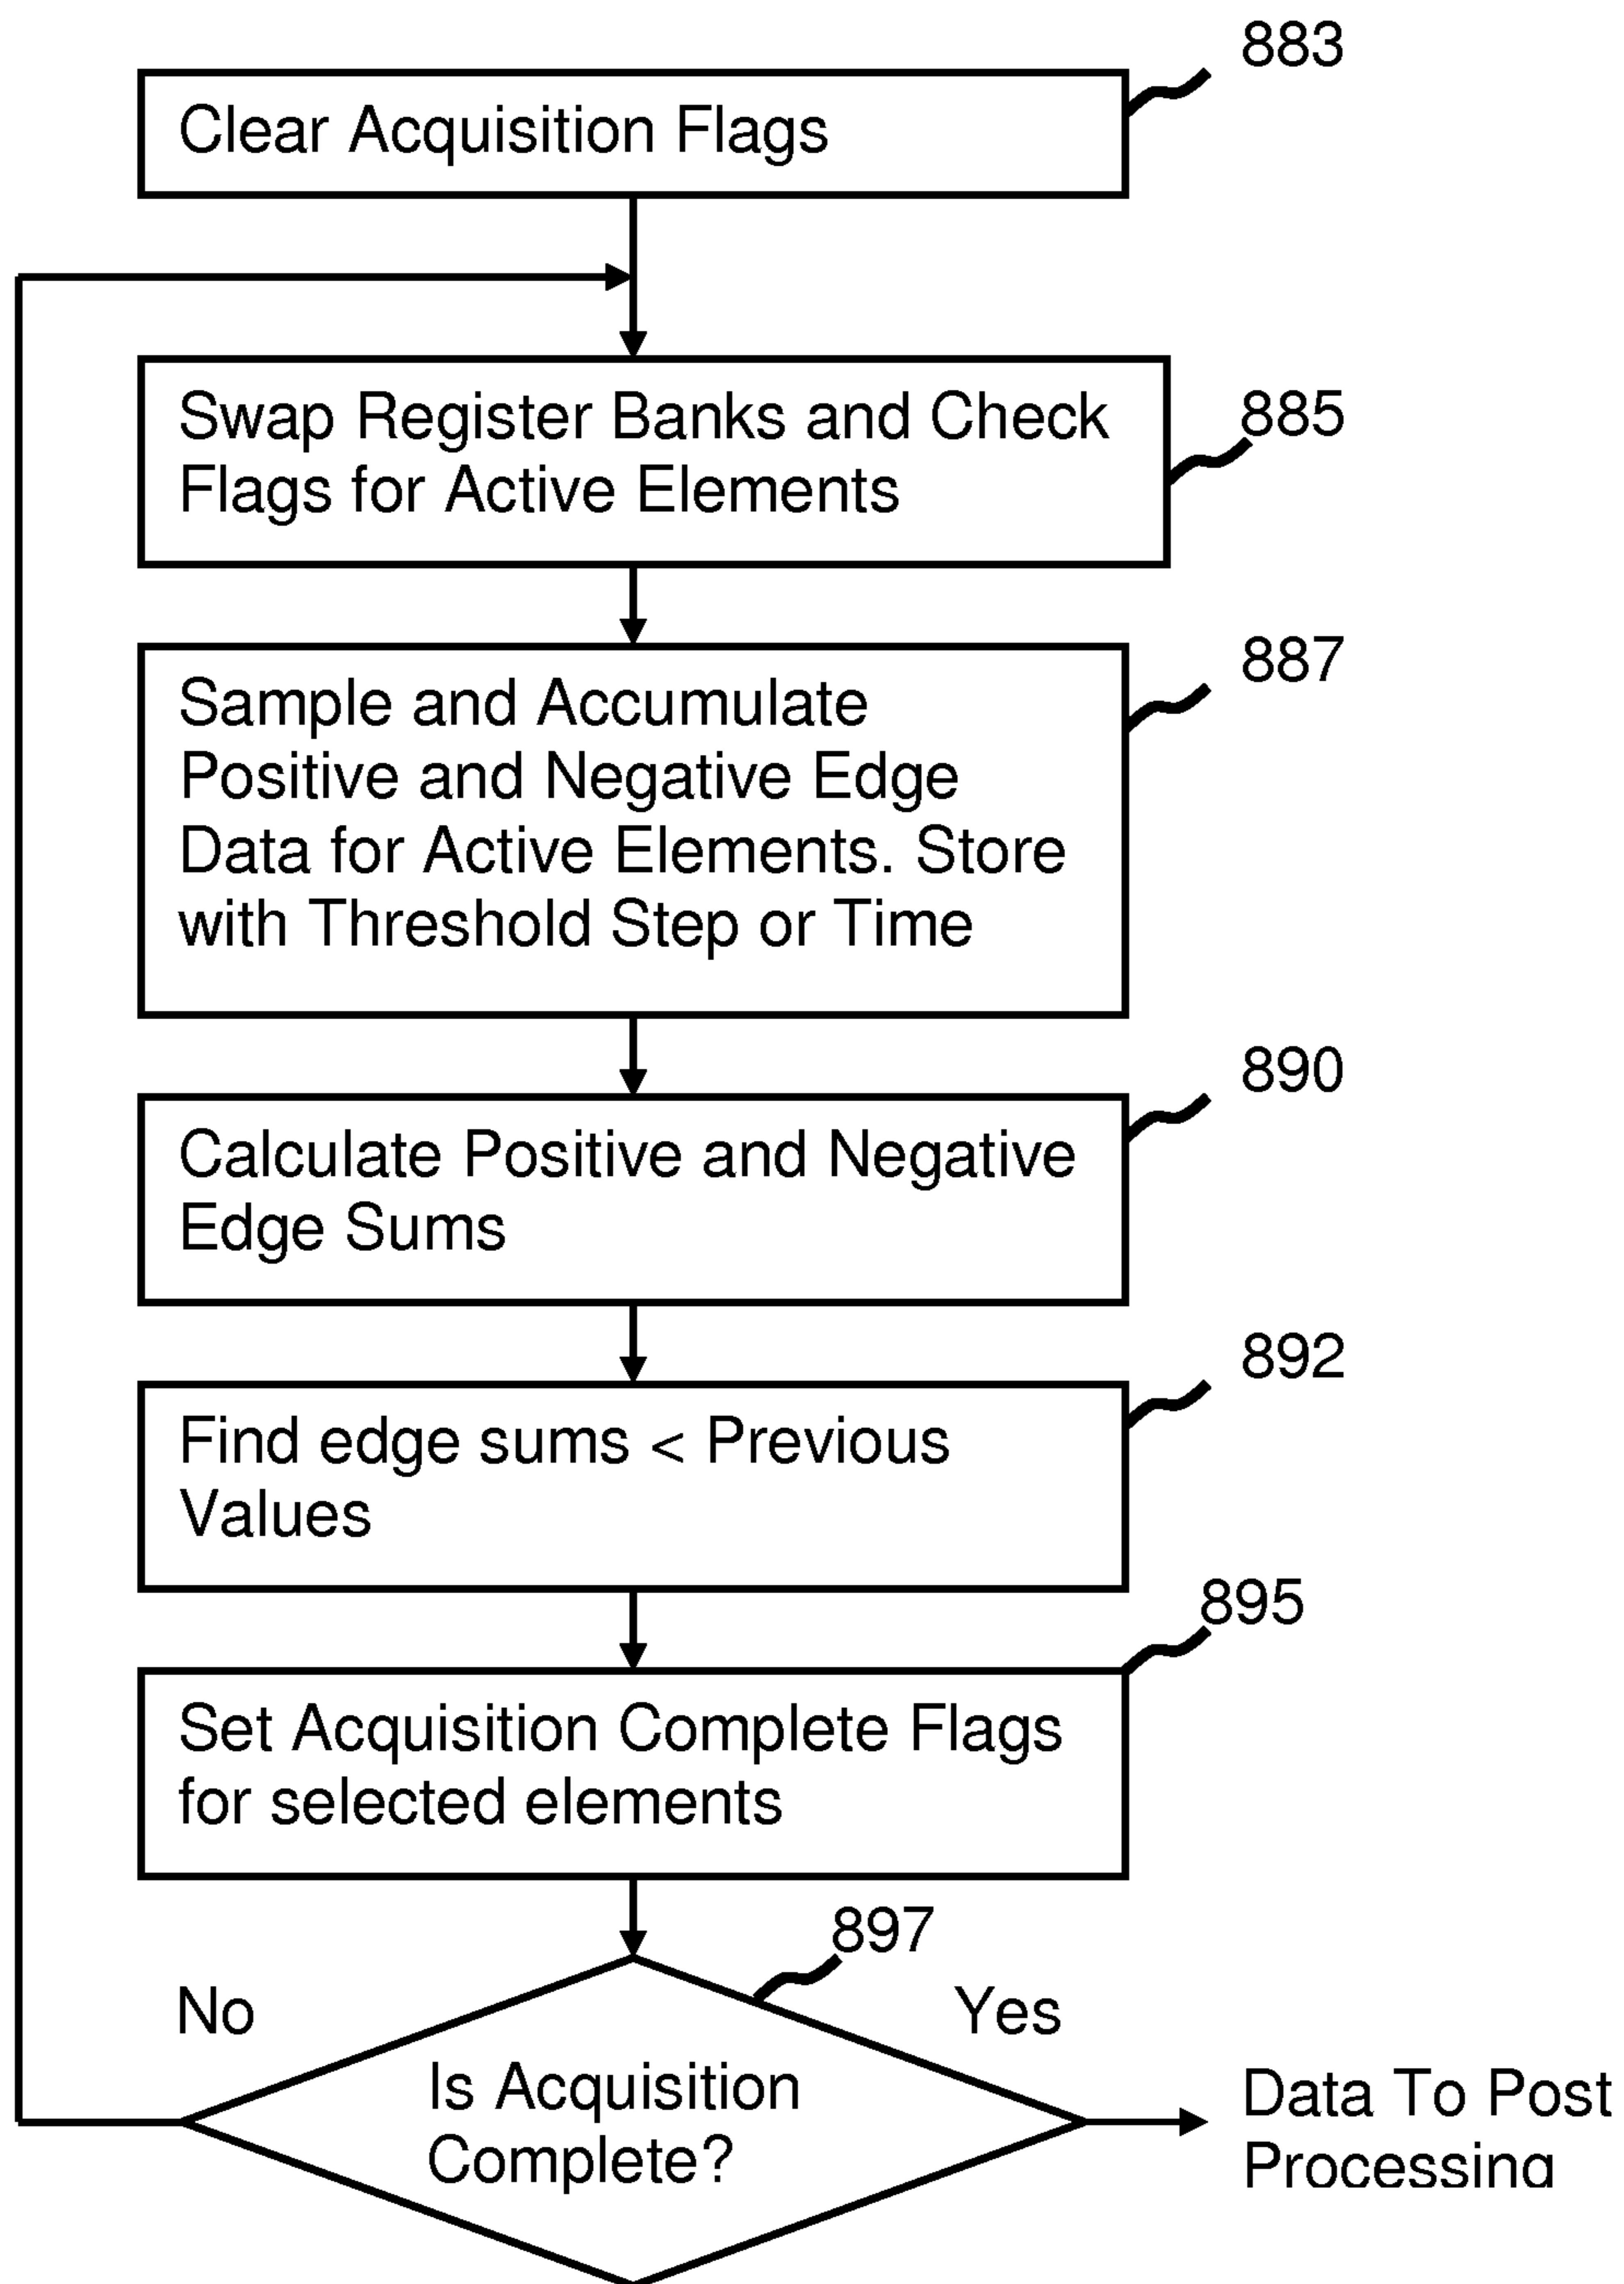 883
Clear Acquisition Flags
885
Swap Register Banks and Check
Flags for Active Elements
887
Sample and Accumulate
Positive and Negative Edge
Data for Active Elements. Store
with Threshold Step or Time
890
Calculate Positive and Negative
Edge Sums
892
Find edge sums < Previous
Values
895
Set Acquisition Complete Flags
for selected elements
897
No
Yes
Is Acquisition
Complete?
Data To Post
Processing